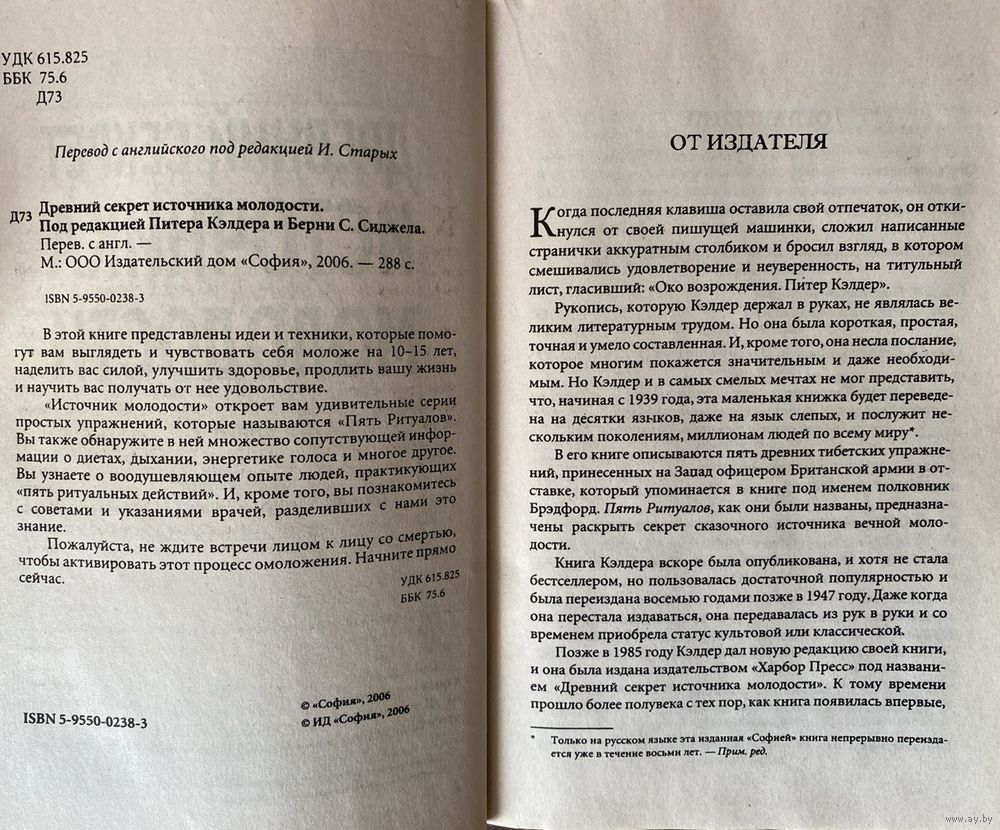 УДК 615.825
ББК 75.6
Д73
Перевод с английского под редакцией И. Старых
Д73 Древний секрет источника молодости.
Под редакцией Питера Кэлдера и Берни С. Сиджела.
Перев. с англ. —
М.: ООО Издательский дом «София», 2006. — 288 с.
ISBN 5-9550-0238-3
В этой книге представлены идеи и техники, которые помо-
гут вам выглядеть и чувствовать себя моложе на 10–15 лет,
наделить вас силой, улучшить здоровье, продлить вашу жизнь
и научить вас получать от нее удовольствие.
«Источник молодости» откроет вам удивительные серии
простых упражнений, которые называются «Пять Ритуалов».
Вы также обнаружите в ней множество сопутствующей инфор-
мации о диетах, дыхании, энергетике голоса и многое другое.
Вы узнаете о воодушевляющем опыте людей, практикующих
«пять ритуальных действий». И, кроме того, вы познакомитесь
с советами и указаниями врачей, разделивших с нами это
знание.
Пожалуйста, не ждите встречи лицом к лицу со смертью,
чтобы активировать этот процесс омоложения. Начните прямо
сейчас.
УДК 615.825
ББК 75.6
© «София», 2006
© ИД «София», 2006
ISBN 5-9550-0238-3
ОТ ИЗДАТЕЛЯ
Когда последняя клавиша оставила свой отпечаток, он отки-
нулся от своей пишущей машинки, сложил написанные
странички аккуратным столбиком и бросил взгляд, в котором
смешивались удовлетворение и неуверенность, на титульный
лист, гласивший: «Око возрождения. Питер Кэлдер».
Рукопись, которую Кэлдер держал в руках, не являлась ве-
ликим литературным трудом. Но она была короткая, простая,
точная и умело составленная. И, кроме того, она несла послание,
которое многим покажется значительным и даже необходи-
мым. Но Кэлдер и в самых смелых мечтах не мог представить,
что, начиная с 1939 года, эта маленькая книжка будет переведе-
на на десятки языков, даже на язык слепых, и послужит не-
скольким поколениям, миллионам людей по всему миру*.
В его книге описываются пять древних тибетских упражне-
ний, принесенных на Запад офицером Британской армии в от-
ставке, который упоминается в книге под именем полковник
Брэдфорд. Пять Ритуалов, как они были названы, предназна-
чены раскрыть секрет сказочного источника вечной моло-
дости.
Книга Кэлдера вскоре была опубликована, и хотя не стала
бестселлером, но пользовалась достаточной популярностью и
была переиздана восемью годами позже в 1947 году. Даже когда
она перестала издаваться, она передавалась из рук в руки и со
временем приобрела статус культовой или классической.
Позже в 1985 году Кэлдер дал новую редакцию своей книги,
и она была издана издательством «Харбор Пресс» под названи-
ем «Древний секрет источника молодости». К тому времени
прошло более полувека с тех пор, как книга появилась впервые,
* Только на русском языке эта изданная «Софией» книга непрерывно переизда-
ется уже в течение восьми лет. — Прим. ред.
www.ay.by